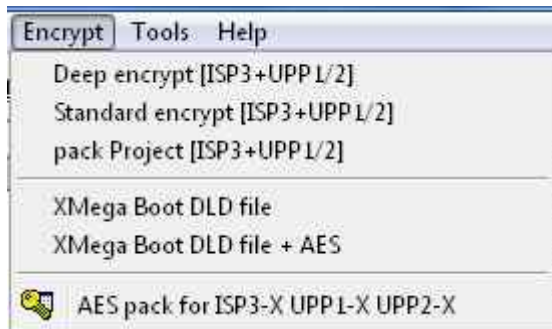 Encrypt Tools Help
Deep encrypt [ISP3+UPP1/2]
Standard encrypt [ISP3+UPP1/2]
pack Project [ISP3+UPP1/2]
XMega Boot DLD file
XMega Boot DLD file + AES
AES pack for ISP3-X UPP1-X UPP2-X